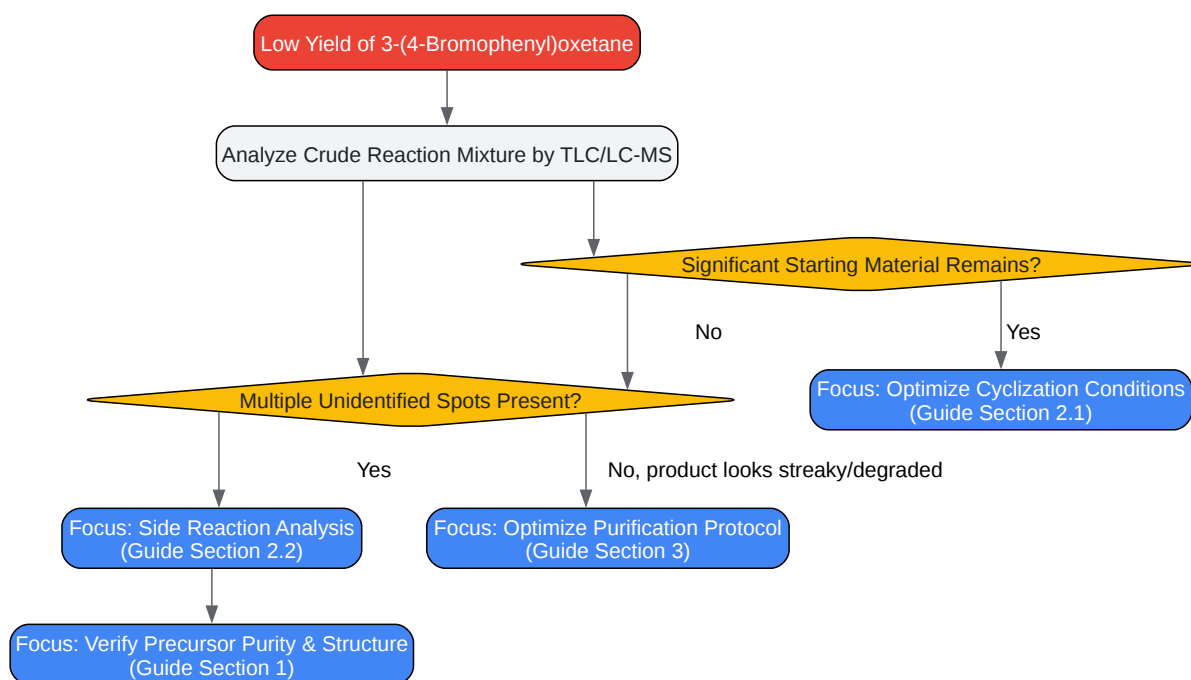 Low Yield of 3-(4-Bromophenyl)oxetane
Analyze Crude Reaction Mixture by TLC/LC-MS
Significant Starting Material Remains?
No
Yes
Focus: Optimize Cyclization Conditions
(Guide Section 2.1)
Multiple Unidentified Spots Present?
Yes
No, product looks streaky/degraded
Focus: Side Reaction Analysis
(Guide Section 2.2)
Focus: Optimize Purification Protocol
(Guide Section 3)
Focus: Verify Precursor Purity & Structure
(Guide Section 1)